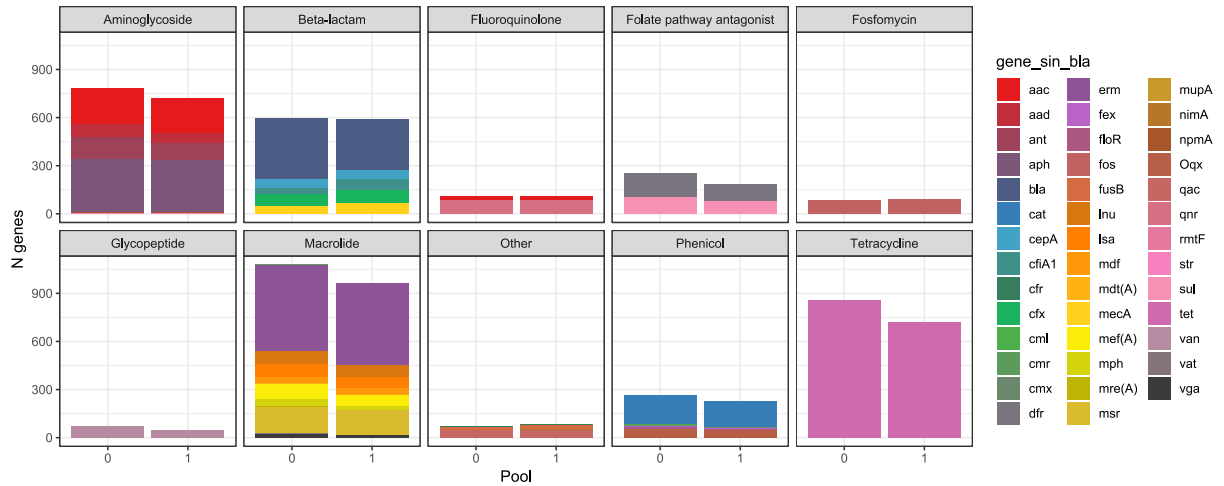 Aminoglycoside Beta-lactam Fluoroquinolone Folate pathway antagonist Fosfomycin
900
600
300
0
Glycopeptide Macrolide Other Phenicol Tetracycline
900
600
300
0
0 1 0 1 0 1 0 1 0 1
N genes
Pool
gene_sin_bla
aac erm mupA
aad fex nimA
ant floR npmA
aph fos Oqx
bla fusB qac
cat lnu qnr
cepA lsa rmtF
cfiA1 mdf str
cfr mdt(A) sul
cfx mecA tet
cml mef(A) van
cmr mph vat
cmx mre(A) vga
dfr msr